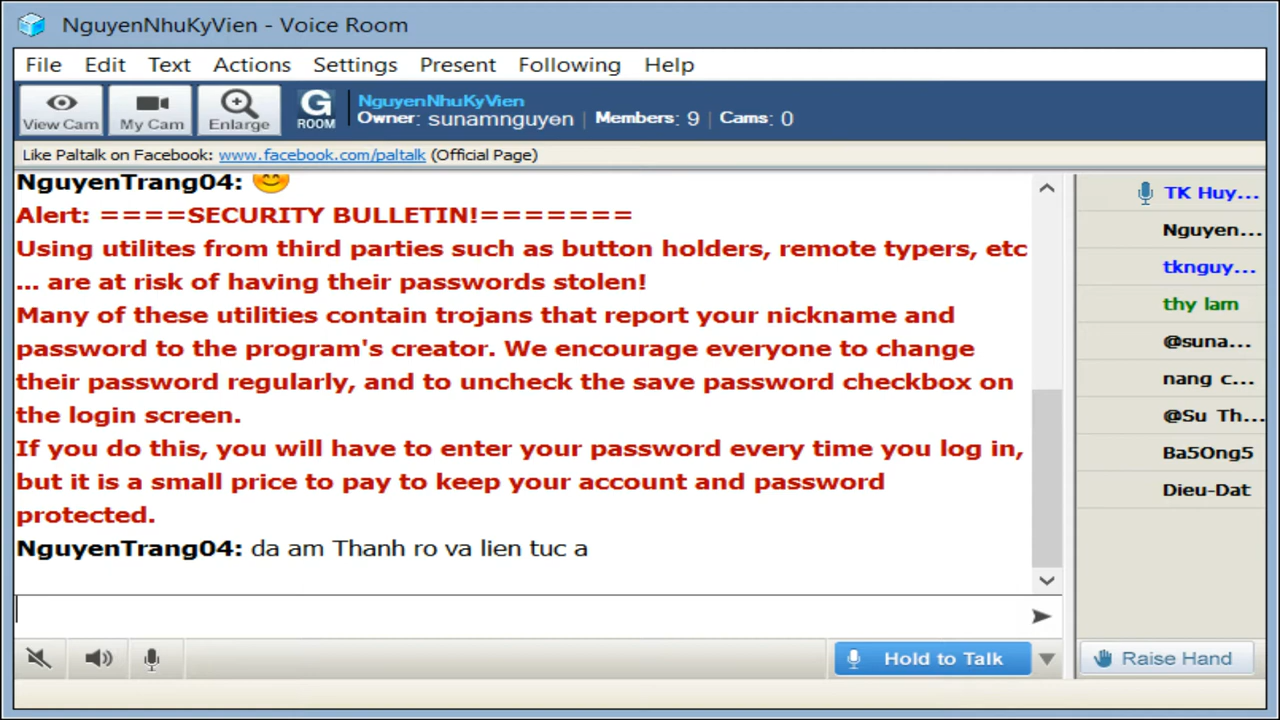 NguyenNhuKyVien - Voice Room
File Edit Text Actions Settings Present Following Help
View Cam My Cam Enlarge
G ROOM
NguyenNhuKyVien
Owner: sunamnguyen | Members: 9 | Cams: 0
Like Paltalk on Facebook: www.facebook.com/paltalk (Official Page)
NguyenTrang04:
Alert: ====SECURITY BULLETIN!=======
Using utilites from third parties such as button holders, remote typers, etc
... are at risk of having their passwords stolen!
Many of these utilities contain trojans that report your nickname and
password to the program's creator. We encourage everyone to change
their password regularly, and to uncheck the save password checkbox on
the login screen.
If you do this, you will have to enter your password every time you log in,
but it is a small price to pay to keep your account and password
protected.
NguyenTrang04: da am Thanh ro va lien tuc a
TK Huy...
Nguyen...
tknguy...
thy lam
@suna...
nang c...
@Su Th...
Ba5Ong5
Dieu-Dat
Hold to Talk
Raise Hand